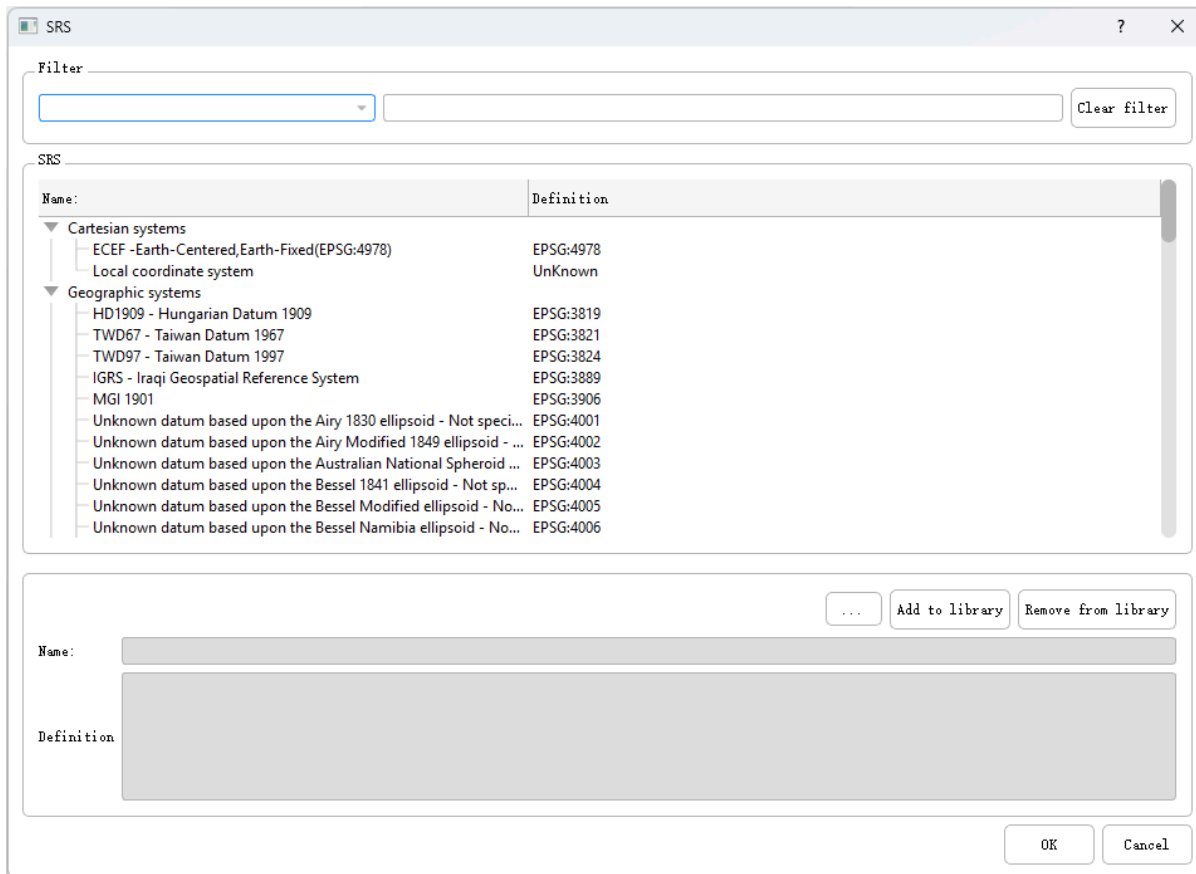 SRS ?
Filter
Clear filter
SRS
Name: Definition
Cartesian systems
ECEF -Earth-Centered,Earth-Fixed(EPSG:4978) EPSG:4978
Local coordinate system UnKnown
Geographic systems
HD1909 - Hungarian Datum 1909 EPSG:3819
TWD67 - Taiwan Datum 1967 EPSG:3821
TWD97 - Taiwan Datum 1997 EPSG:3824
IGRS - Iraqi Geospatial Reference System EPSG:3889
MGI 1901 EPSG:3906
Unknown datum based upon the Airy 1830 ellipsoid - Not speci... EPSG:4001
Unknown datum based upon the Airy Modified 1849 ellipsoid - ... EPSG:4002
Unknown datum based upon the Australian National Spheroid ... EPSG:4003
Unknown datum based upon the Bessel 1841 ellipsoid - Not sp... EPSG:4004
Unknown datum based upon the Bessel Modified ellipsoid - No... EPSG:4005
Unknown datum based upon the Bessel Namibia ellipsoid - No... EPSG:4006
... Add to library Remove from library
Name:
Definition
OK Cancel